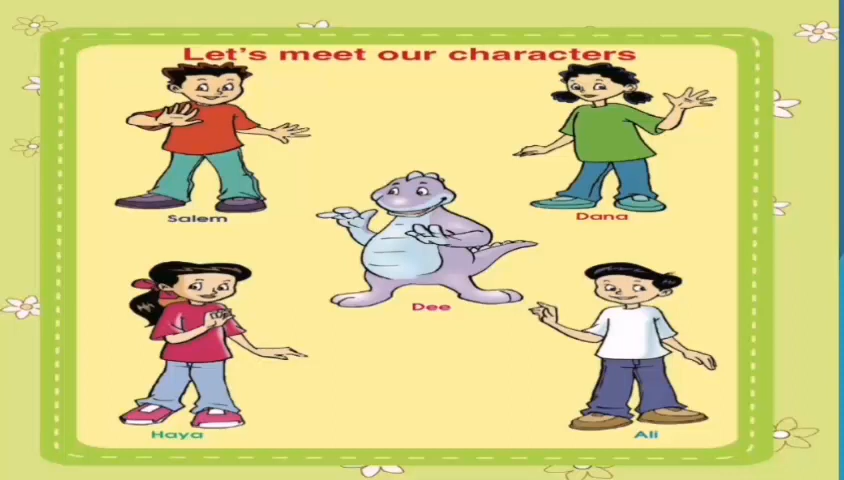 Let's meet our characters
Salem
Dana
Dee
Haya
Ali